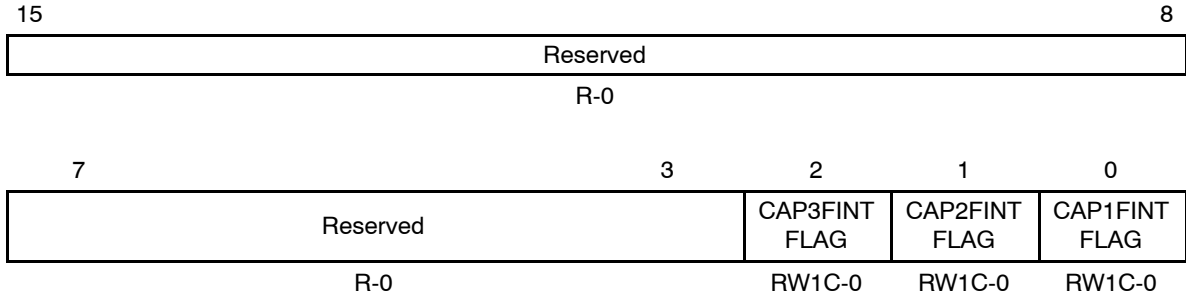 15 8
Reserved
R-0
7 3 2 1 0
Reserved CAP3FINT FLAG CAP2FINT FLAG CAP1FINT FLAG
R-0 RW1C-0 RW1C-0 RW1C-0